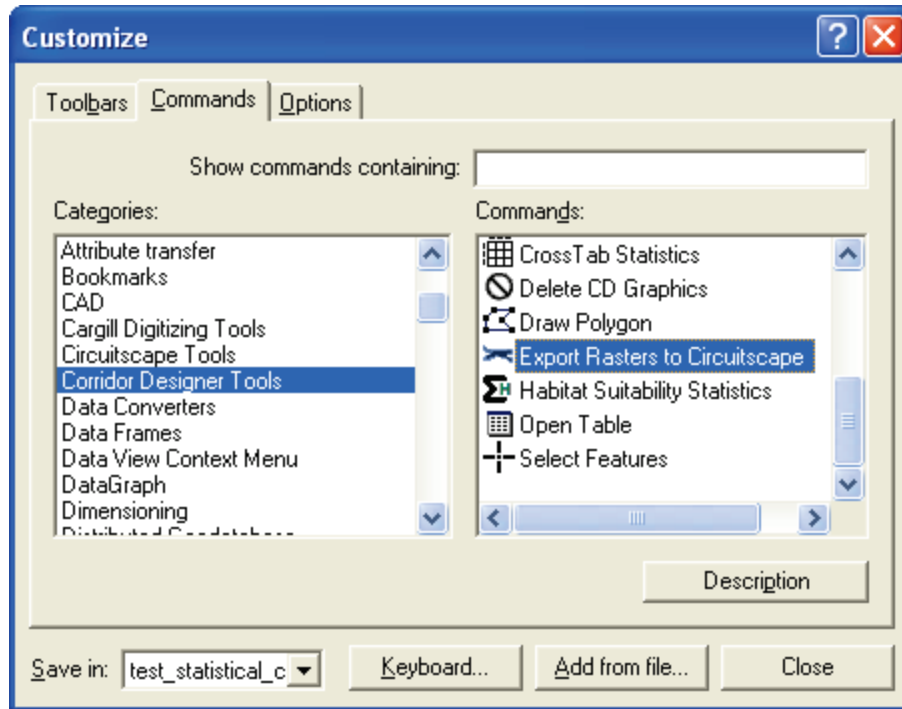 Customize
Toolbars Commands Options
Show commands containing:
Categories:
Attribute transfer
Bookmarks
CAD
Cargill Digitizing Tools
Circuitscape Tools
Corridor Designer Tools
Data Converters
Data Frames
Data View Context Menu
DataGraph
Dimensioning
Commands:
CrossTab Statistics
Delete CD Graphics
Draw Polygon
Export Rasters to Circuitscape
Habitat Suitability Statistics
Open Table
Select Features
Description
Save in: test_statistical_c Keyboard... Add from file... Close